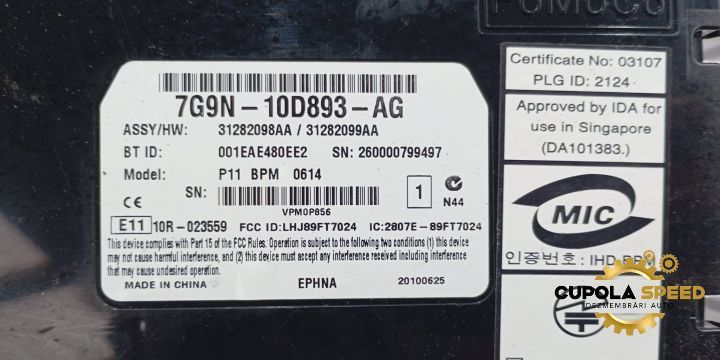 FoMoCo
7G9N-10D893-AG
ASSY/HW: 31282098AA / 31282099AA
BT ID: 001EAE480EE2 SN: 260000799497
Model: P11 BPM 0614
SN:
VPM0P856
1
N44
E11 10R-023559 FCC ID:LHJ89FT7024 IC:2807E-89FT7024
This device complies with Part 15 of the FCC Rules. Operation is subject to the following two conditions (1) this device
may not cause harmful interference, and (2) this device must accept any interference received including
interference that may cause undesired operation
MADE IN CHINA EPHNA 20100625
Certificate No: 03107
PLG ID: 2124
Approved by IDA for
use in Singapore
(DA101383.)
MIC
인증번호: IHD-BPM
CUPOLA SPEED
DEZMEMBRĂRI AUTO